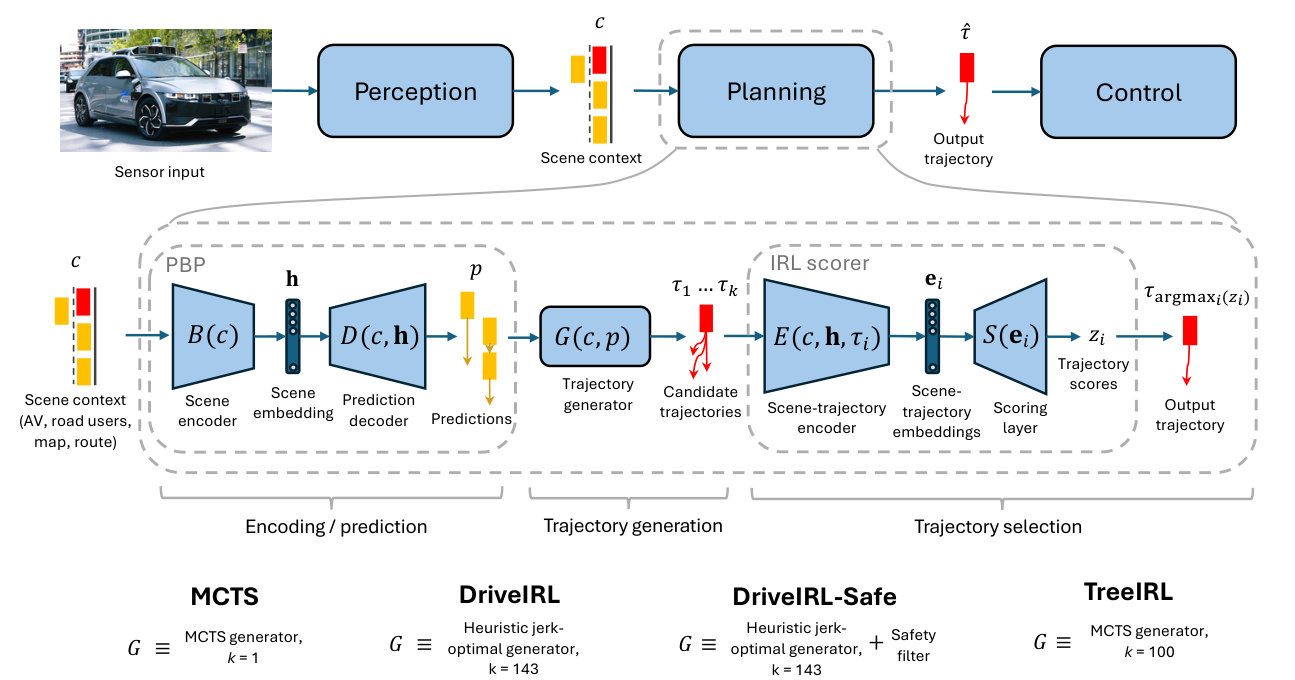 c
τ̂
Perception
Planning
Control
Sensor input
Scene context
Output
trajectory
PBP
IRL scorer
c
h
p
τ₁ … τₖ
eᵢ
τ_argmaxᵢ(zᵢ)
B(c)
D(c, h)
G(c, p)
E(c, h, τᵢ)
S(eᵢ)
zᵢ
Scene context
(AV, road users,
map, route)
Scene
encoder
Scene
embedding
Prediction
decoder
Predictions
Trajectory
generator
Candidate
trajectories
Scene-trajectory
encoder
Scene-
trajectory
embeddings
Scoring
layer
Trajectory
scores
Output
trajectory
Encoding / prediction
Trajectory generation
Trajectory selection
MCTS
G ≡ MCTS generator,
k = 1
DriveIRL
G ≡ Heuristic jerk-
optimal generator,
k = 143
DriveIRL-Safe
G ≡ Heuristic jerk-
optimal generator,
k = 143
+ Safety
filter
TreeIRL
G ≡ MCTS generator,
k = 100